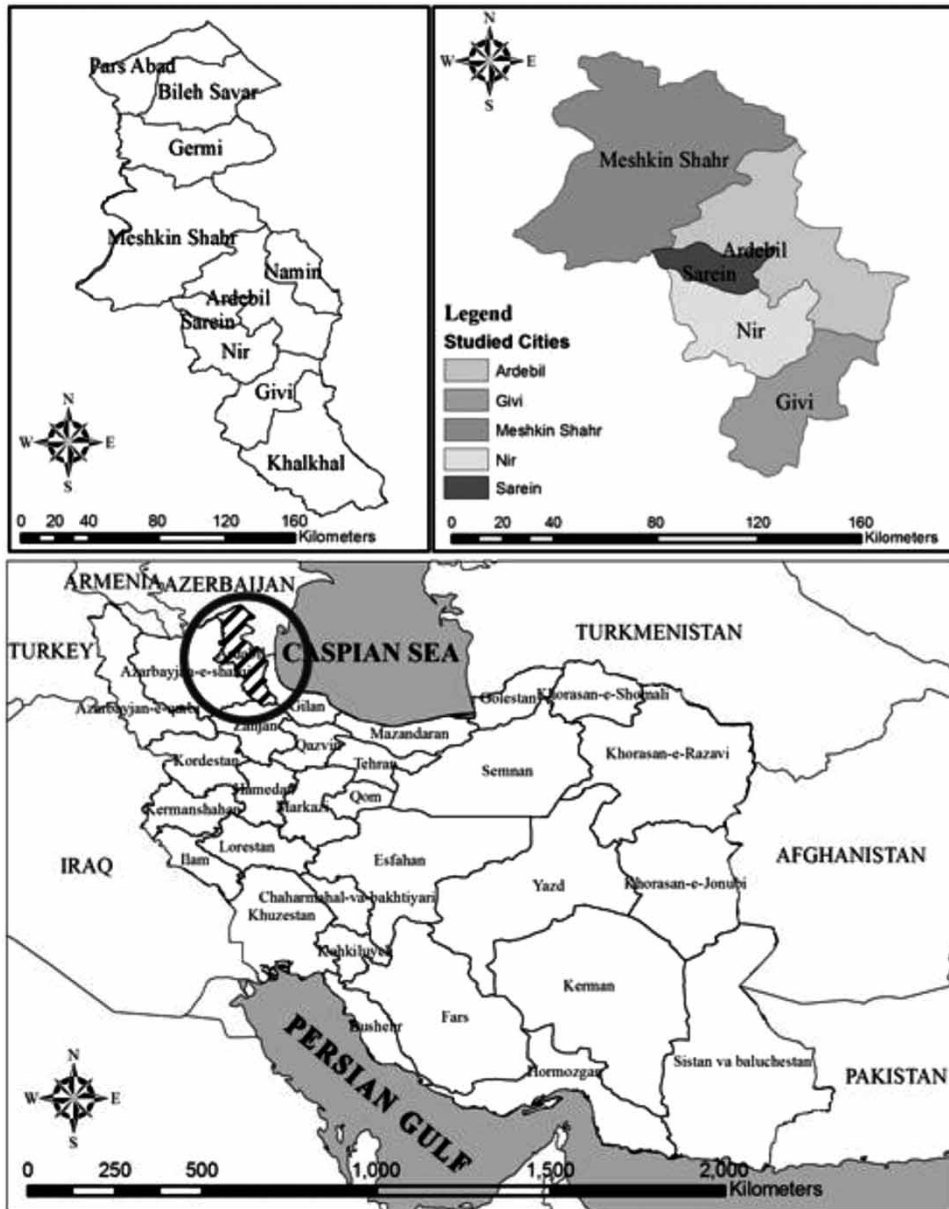 Pars Abad
Bileh Savar
Germi
Meshkin Shahr
Namin
Ardebil
Sarein
Nir
Givi
Khalkhal
N
W E
S
0 20 40 80 120 160
Kilometers
N
W E
S
Meshkin Shahr
Ardebil
Sarein
Nir
Givi
Legend
Studied Cities
Ardebil
Givi
Meshkin Shahr
Nir
Sarein
0 20 40 80 120 160
Kilometers
ARMENIA
AZERBAIJAN
TURKEY
CASPIAN SEA
TURKMENISTAN
Azarbayjan-e-sharqi
Golestan
Khorasan-e-Shomali
Gilan
Zanjan
Mazandaran
Qazvin
Khorasan-e-Razavi
Kordestan
Tehran
Semnan
Hamedan
Qom
Markazi
Kermanshahan
Lorestan
Ilam
Esfahan
IRAQ
AFGHANISTAN
Yazd
Khorasan-e-Jonubi
Chaharmahal-va-bakhtiyari
Khuzestan
Kohkiluyeh
Kerman
Fars
Bushehr
Hormozgan
Sistan va baluchestan
PAKISTAN
PERSIAN GULF
N
W E
S
0 250 500 1,000 1,500 2,000
Kilometers